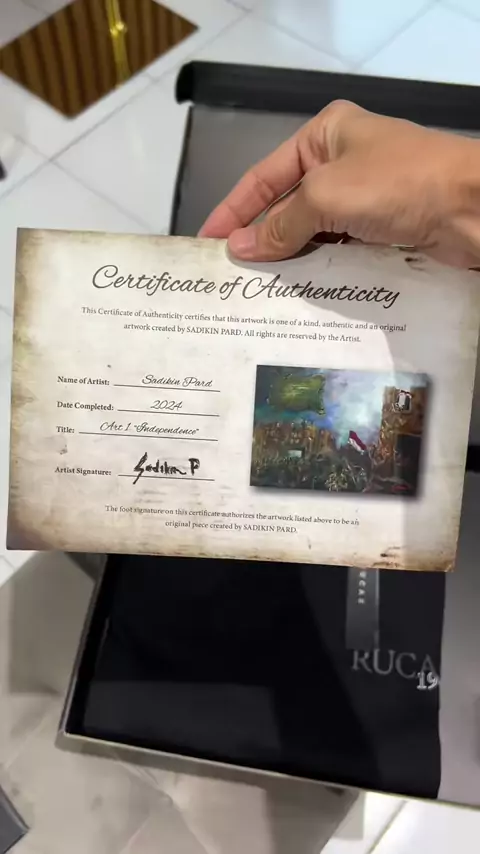 Certificate of Authenticity
This Certificate of Authenticity certifies that this artwork is one of a kind, authentic and an original
artwork created by SADIKIN PARD. All rights are reserved by the Artist.
Name of Artist: Sadikin Pard
Date Completed: 2024
Title: Art 1 "Independence"
Artist Signature: Sadikin P
The foot signature on this certificate authorizes the artwork listed above to be an
original piece created by SADIKIN PARD.
RUCA
19